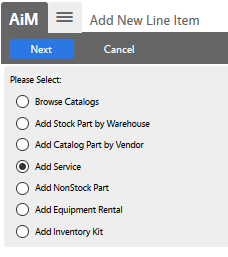 AiM Add New Line Item
Next Cancel
Please Select:
Browse Catalogs
Add Stock Part by Warehouse
Add Catalog Part by Vendor
Add Service
Add NonStock Part
Add Equipment Rental
Add Inventory Kit